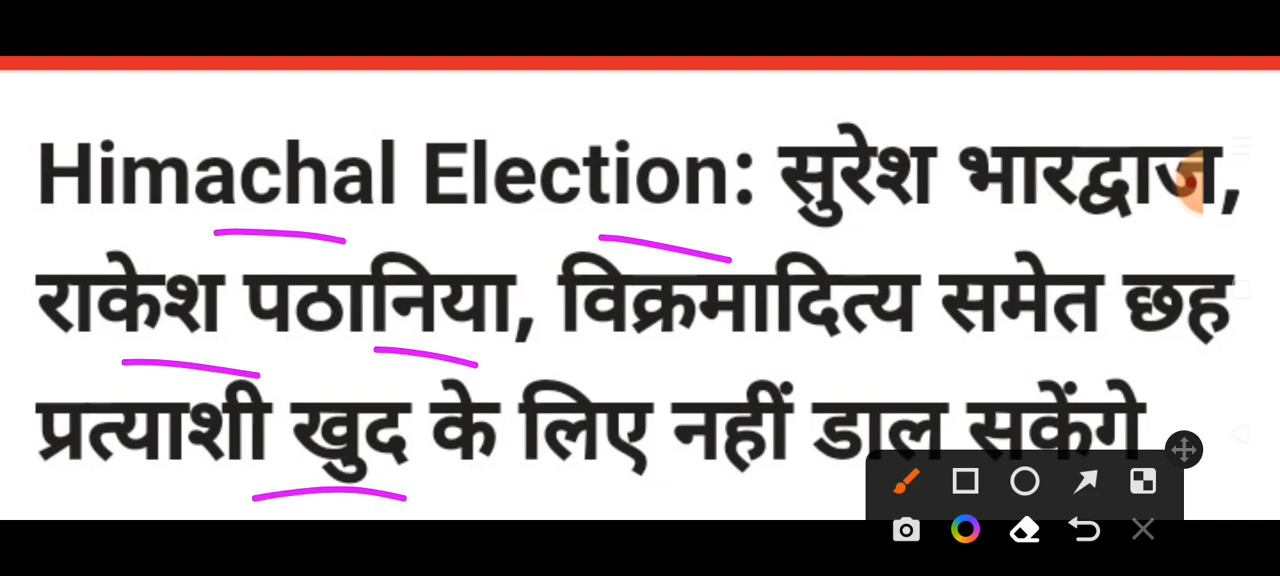 Himachal Election: सुरेश भारद्वाज,
राकेश पठानिया, विक्रमादित्य समेत छह
प्रत्याशी खुद के लिए नहीं डाल सकेंगे